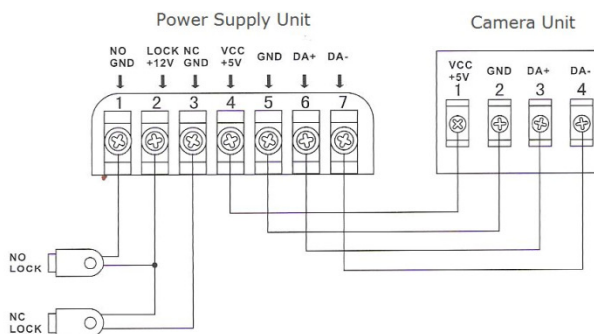 Power Supply Unit
Camera Unit
NO
GND
LOCK
+12V
NC
GND
VCC
+5V
GND
DA+
DA-
1
2
3
4
5
6
7
VCC
+5V
GND
DA+
DA-
1
2
3
4
NO
LOCK
NC
LOCK